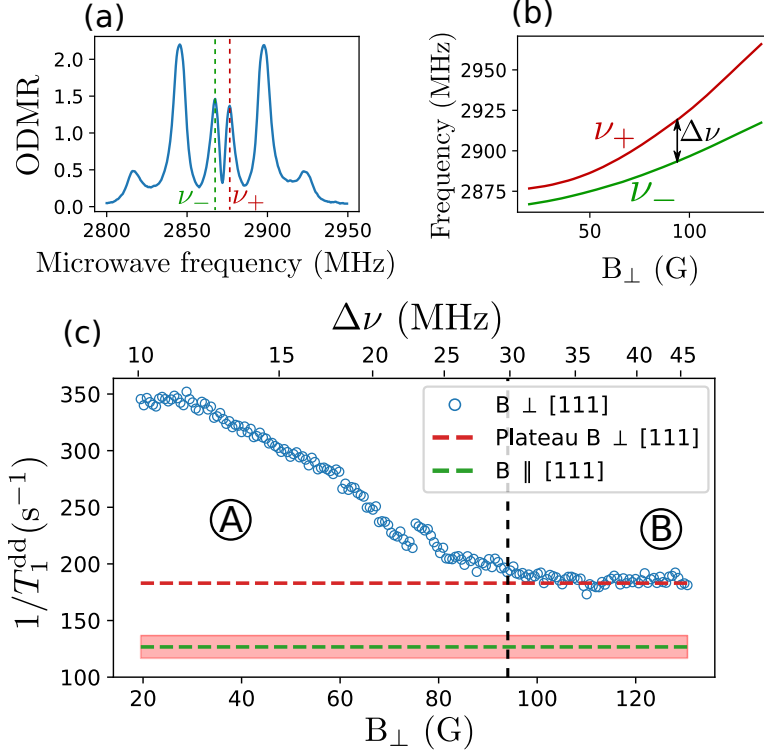 (a)
ODMR
2.0
1.5
1.0
0.5
0.0
ν₋
ν₊
2800 2850 2900 2950
Microwave frequency (MHz)
(b)
Frequency (MHz)
2950
2925
2900
2875
ν₊
Δν
ν₋
50 100
B⊥ (G)
(c)
Δν (MHz)
10 15 20 25 30 35 40 45
1/T₁ᵈᵈ(s⁻¹)
350
300
250
200
150
100
B ⊥ [111]
Plateau B ⊥ [111]
B ∥ [111]
A
B
20 40 60 80 100 120
B⊥ (G)